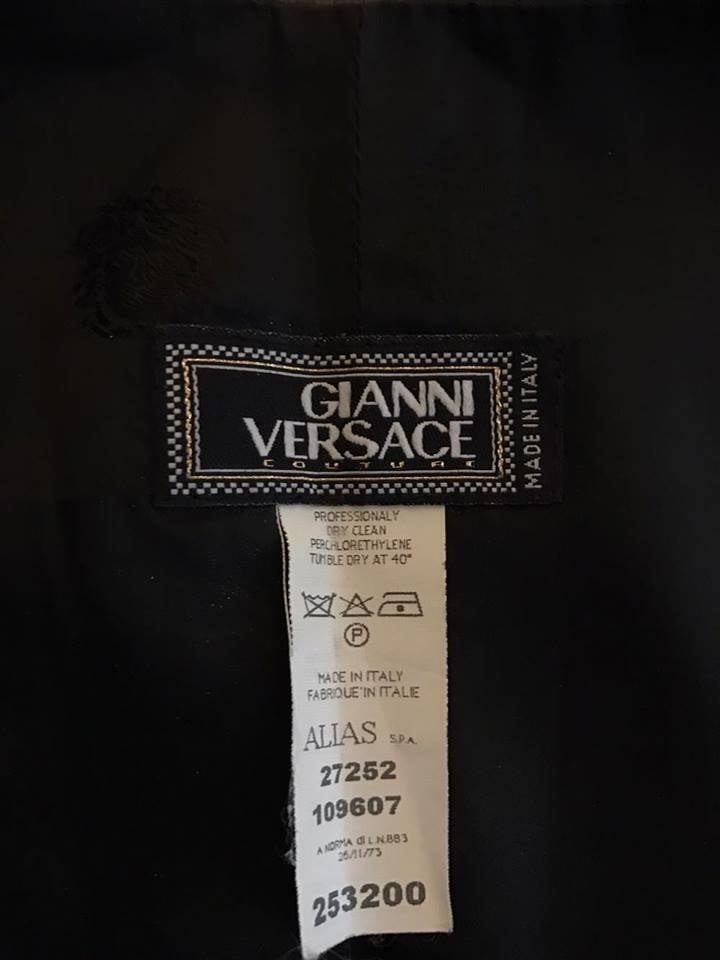 GIANNI
VERSACE
COUTURE
MADE IN ITALY
PROFESSIONALY
DRY CLEAN
PERCHLORETHYLENE
TUMBLE DRY AT 40°
P
MADE IN ITALY
FABRIQUE'IN ITALIE
ALIAS S.P.A.
27252
109607
A NORMA di L.N.883
26/11/73
253200